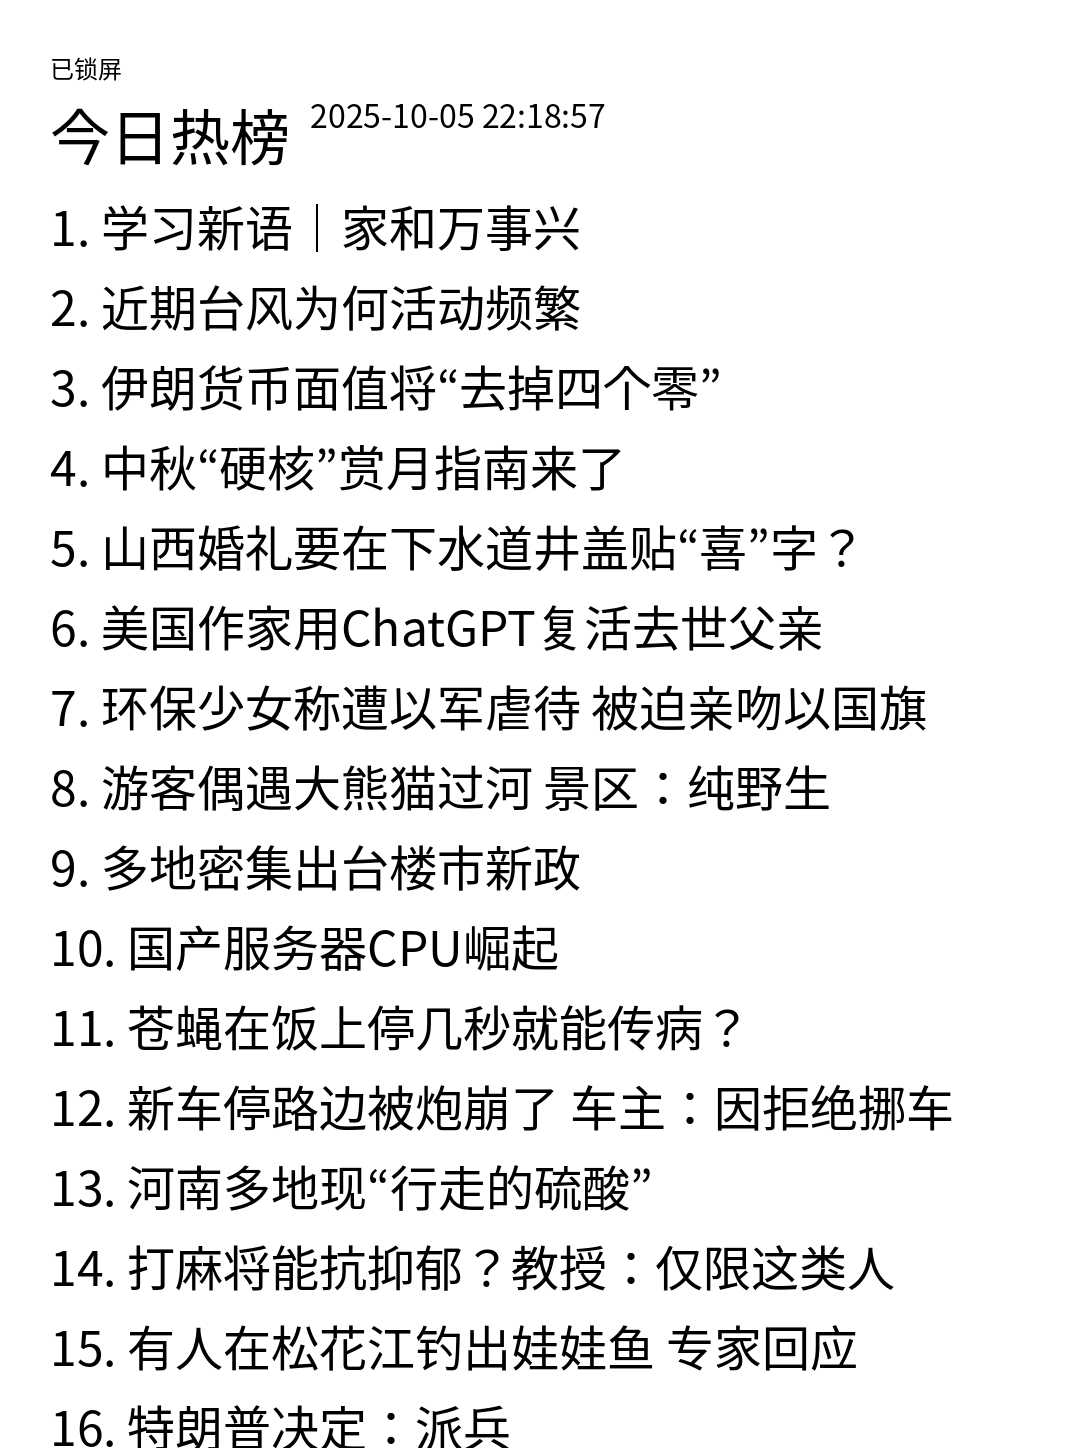 已锁屏
今日热榜 2025-10-05 22:18:57
1. 学习新语｜家和万事兴
2. 近期台风为何活动频繁
3. 伊朗货币面值将“去掉四个零”
4. 中秋“硬核”赏月指南来了
5. 山西婚礼要在下水道井盖贴“喜”字？
6. 美国作家用ChatGPT复活去世父亲
7. 环保少女称遭以军虐待 被迫亲吻以国旗
8. 游客偶遇大熊猫过河 景区：纯野生
9. 多地密集出台楼市新政
10. 国产服务器CPU崛起
11. 苍蝇在饭上停几秒就能传病？
12. 新车停路边被炮崩了 车主：因拒绝挪车
13. 河南多地现“行走的硫酸”
14. 打麻将能抗抑郁？教授：仅限这类人
15. 有人在松花江钓出娃娃鱼 专家回应
16. 特朗普决定：派兵